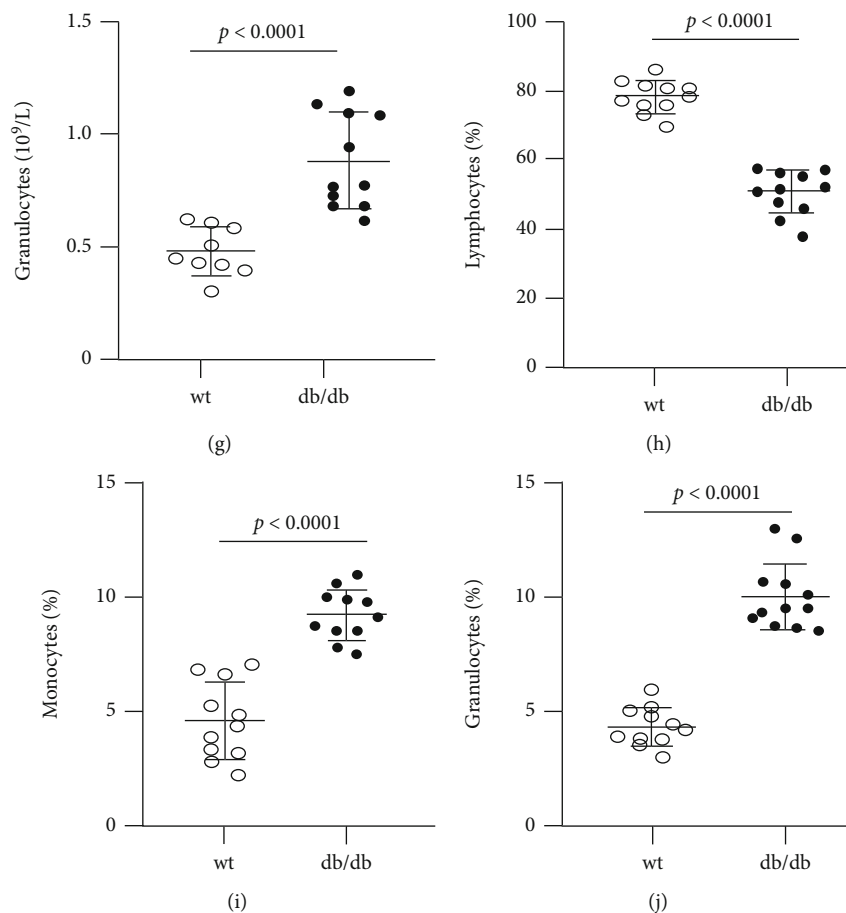 1.5
p < 0.0001
1.0
0.5
0
Granulocytes (10⁹/L)
wt db/db
(g)
100
p < 0.0001
80
60
40
20
0
Lymphocytes (%)
wt db/db
(h)
15
p < 0.0001
10
5
0
Monocytes (%)
wt db/db
(i)
15
p < 0.0001
10
5
0
Granulocytes (%)
wt db/db
(j)